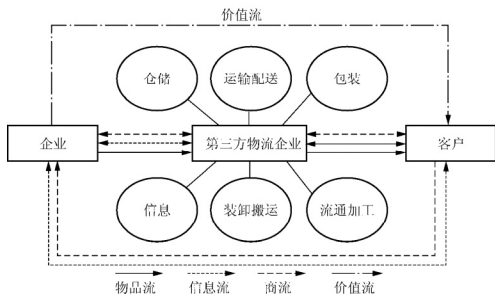 价值流
仓储
运输配送
包装
企业
第三方物流企业
客户
信息
装卸搬运
流通加工
物品流
信息流
商流
价值流